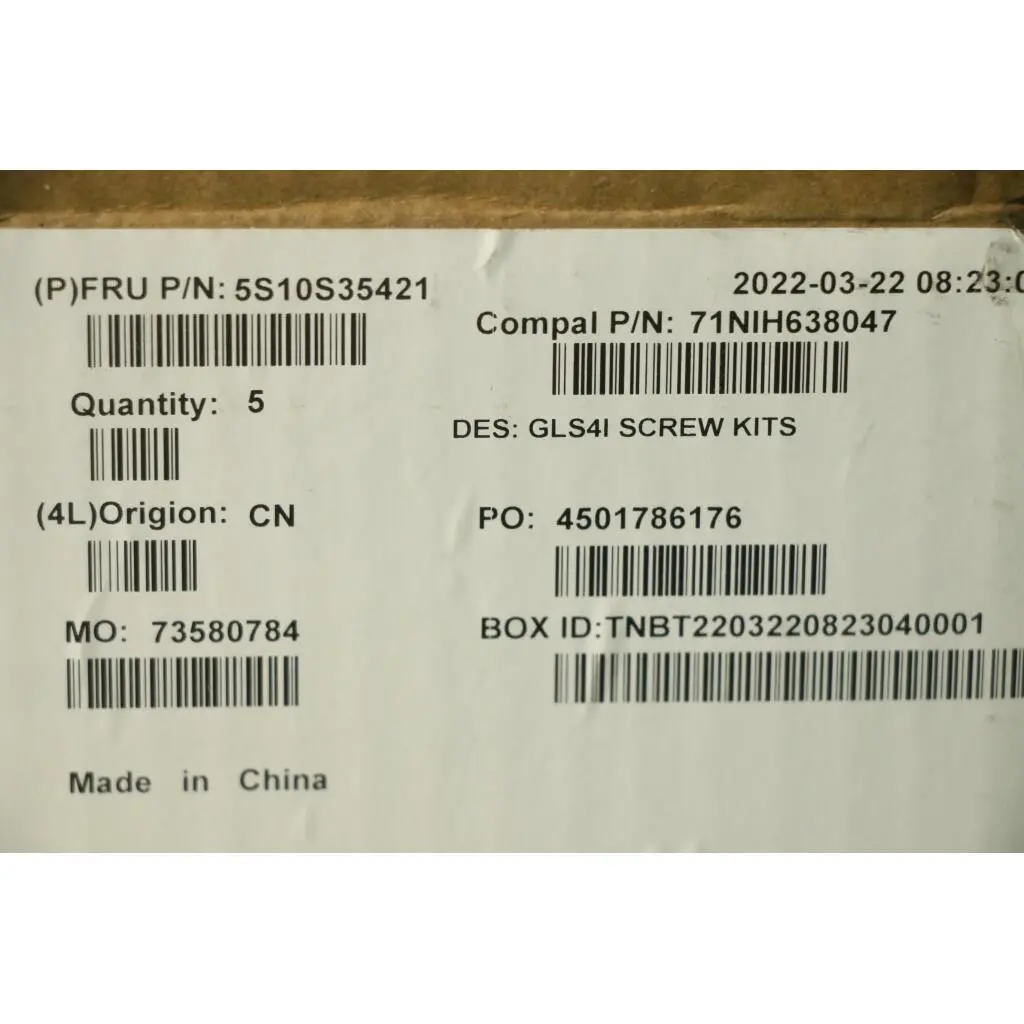 (P)FRU P/N: 5S10S35421
2022-03-22 08:23:0
Compal P/N: 71NIH638047
Quantity: 5
DES: GLS4I SCREW KITS
(4L)Origion: CN
PO: 4501786176
MO: 73580784
BOX ID:TNBT2203220823040001
Made in China